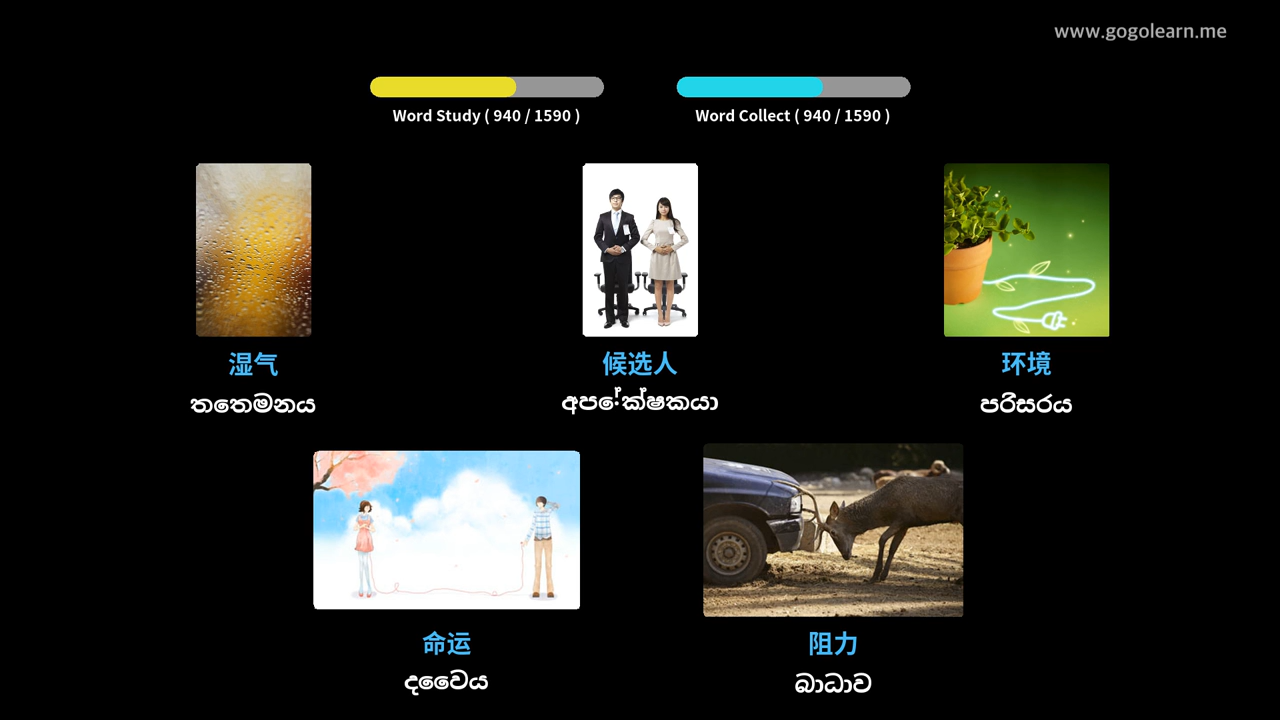 www.gogolearn.me
Word Study ( 940 / 1590 )
Word Collect ( 940 / 1590 )
湿气
候选人
环境
තෙතමනය
අපේක්ෂකයා
පරිසරය
命运
阻力
දෛවය
බාධාව